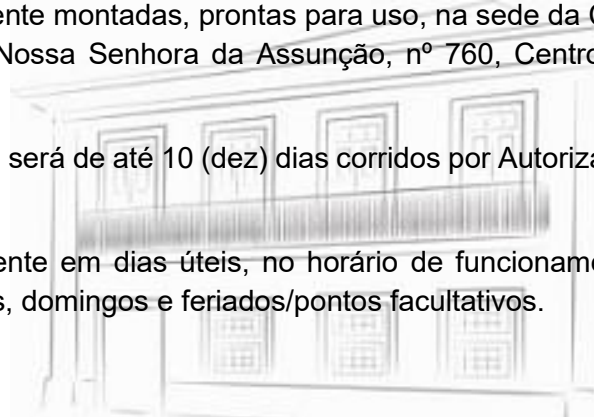 ente montadas, prontas para uso, na sede da C
Nossa Senhora da Assunção, nº 760, Centro
será de até 10 (dez) dias corridos por Autoriza
ente em dias úteis, no horário de funcionam
s, domingos e feriados/pontos facultativos.